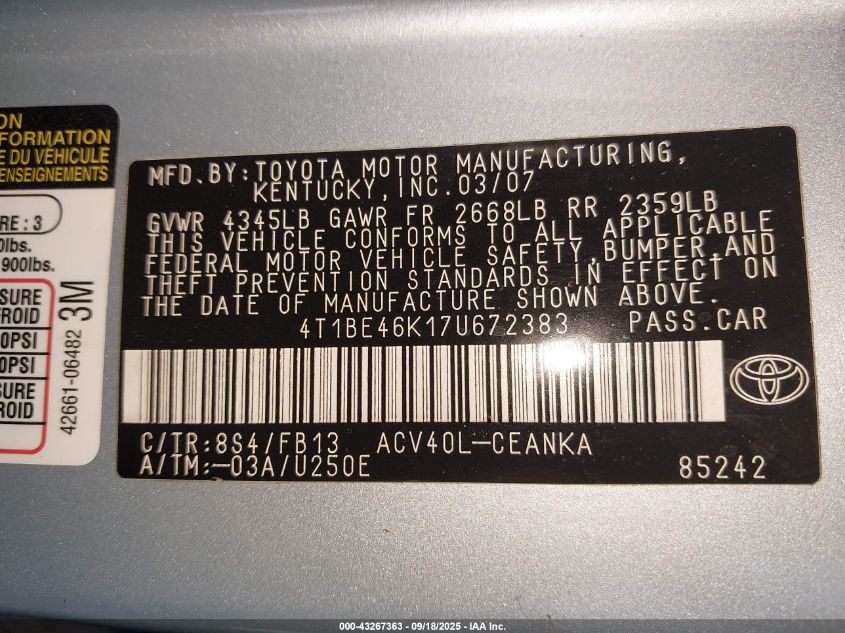 ON
FORMATION
E DU VÉHICULE
ENSEIGNEMENTS
RE : 3
0lbs.
900lbs.
SURE
FROID
0PSI
0PSI
SURE
ROID
42661-06482 3M
MFD.BY:TOYOTA MOTOR MANUFACTURING,
KENTUCKY,INC.03/07
GVWR 4345LB GAWR FR 2668LB RR 2359LB
THIS VEHICLE CONFORMS TO ALL APPLICABLE
FEDERAL MOTOR VEHICLE SAFETY,BUMPER,AND
THEFT PREVENTION STANDARDS IN EFFECT ON
THE DATE OF MANUFACTURE SHOWN ABOVE.
4T1BE46K17U672383 PASS.CAR
C/TR:8S4/FB13 ACV40L-CEANKA
A/TM:-03A/U250E 85242
000-43267363 - 09/18/2025 - IAA Inc.